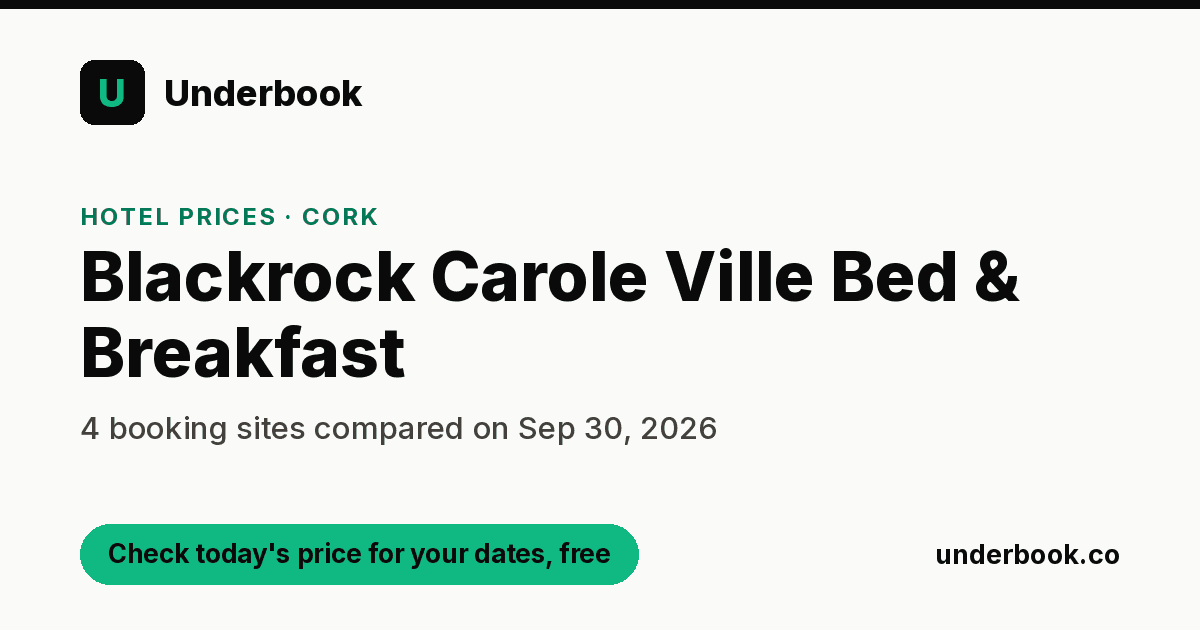 U Underbook
HOTEL PRICES · CORK
Blackrock Carole Ville Bed &
Breakfast
4 booking sites compared on Sep 30, 2026
Check today's price for your dates, free
underbook.co